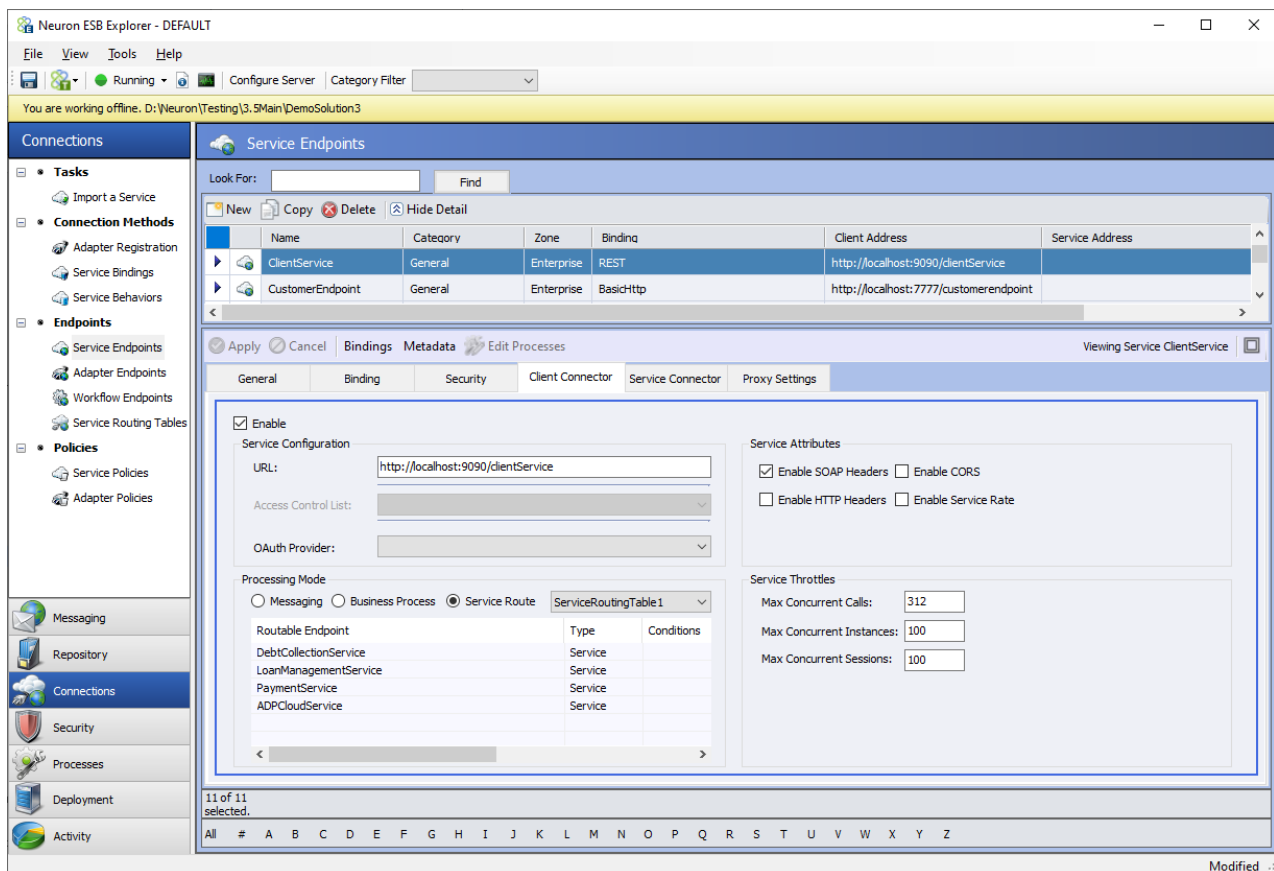 Neuron ESB Explorer - DEFAULT
File View Tools Help
Running Configure Server Category Filter
You are working offline. D:\Neuron\Testing\3.5Main\DemoSolution3
Connections
Tasks
Import a Service
Connection Methods
Adapter Registration
Service Bindings
Service Behaviors
Endpoints
Service Endpoints
Adapter Endpoints
Workflow Endpoints
Service Routing Tables
Policies
Service Policies
Adapter Policies
Messaging
Repository
Connections
Security
Processes
Deployment
Activity
Service Endpoints
Look For: Find
New Copy Delete Hide Detail
Name Category Zone Binding Client Address Service Address
ClientService General Enterprise REST http://localhost:9090/clientService
CustomerEndpoint General Enterprise BasicHttp http://localhost:7777/customerendpoint
Apply Cancel Bindings Metadata Edit Processes Viewing Service ClientService
General Binding Security Client Connector Service Connector Proxy Settings
Enable
Service Configuration
URL: http://localhost:9090/clientService
Access Control List:
OAuth Provider:
Service Attributes
Enable SOAP Headers Enable CORS
Enable HTTP Headers Enable Service Rate
Processing Mode
Messaging Business Process Service Route ServiceRoutingTable1
Routable Endpoint Type Conditions
DebtCollectionService Service
LoanManagementService Service
PaymentService Service
ADPCloudService Service
Service Throttles
Max Concurrent Calls: 312
Max Concurrent Instances: 100
Max Concurrent Sessions: 100
11 of 11
selected.
All # A B C D E F G H I J K L M N O P Q R S T U V W X Y Z
Modified